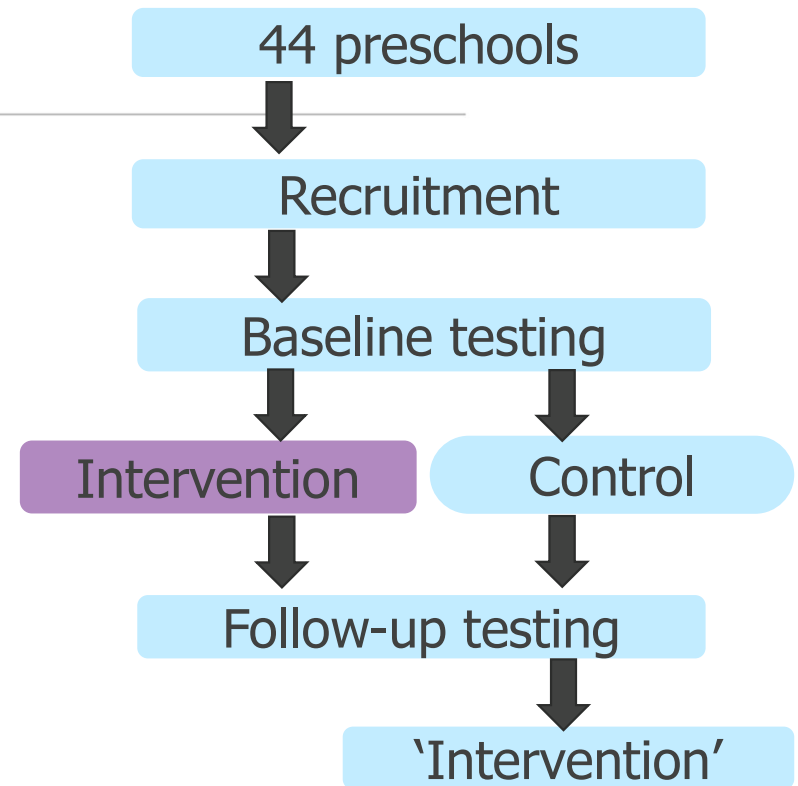 44 preschools
Recruitment
Baseline testing
Intervention
Control
Follow-up testing
‘Intervention’